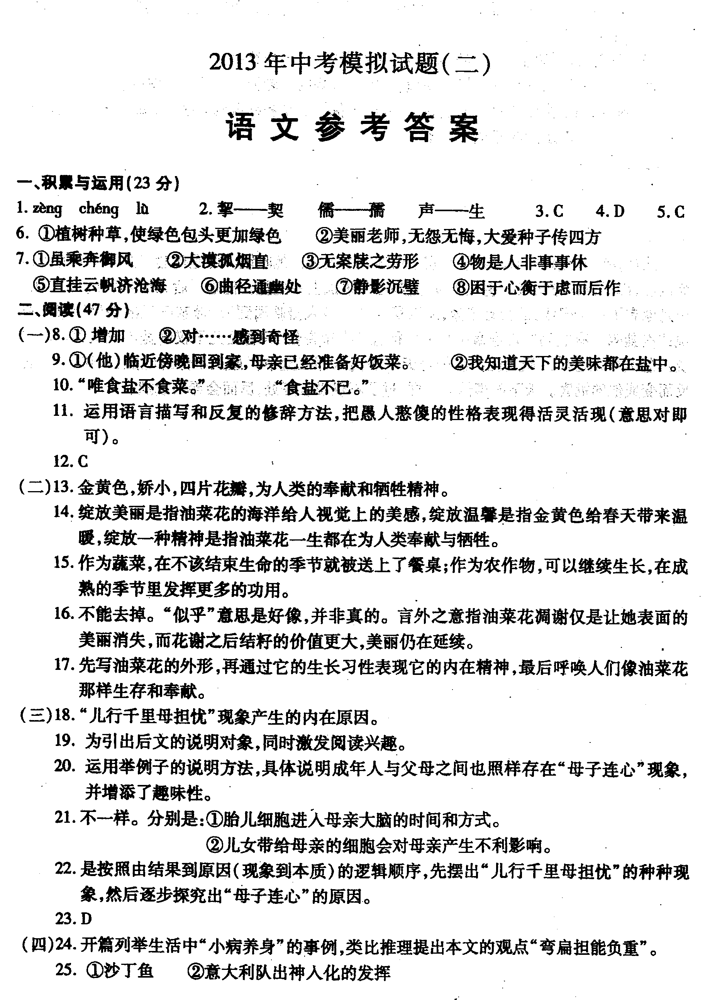 2013 年中考模拟试题(二)
语文参考答案
一、积累与运用(23 分)
1. zèng chéng lù 2. 挈——契 儒——孺 声——生 3. C 4. D 5. C
6. ①植树种草,使绿色包头更加绿色 ②美丽老师,无怨无悔,大爱种子传四方
7. ①虽乘奔御风 ②大漠孤烟直 ③无案牍之劳形 ④物是人非事事休
⑤直挂云帆济沧海 ⑥曲径通幽处 ⑦静影沉璧 ⑧困于心衡于虑而后作
二、阅读(47 分)
(一)8. ① 增加 ② 对……感到奇怪
9. ①(他)临近傍晚回到家,母亲已经准备好饭菜。 ②我知道天下的美味都在盐中。
10. “唯食盐不食菜。” “食盐不已。”
11. 运用语言描写和反复的修辞方法,把愚人憨傻的性格表现得活灵活现(意思对即
可)。
12. C
(二)13. 金黄色,娇小,四片花瓣,为人类的奉献和牺牲精神。
14. 绽放美丽是指油菜花的海洋给人视觉上的美感,绽放温馨是指金黄色给春天带来温
暖,绽放一种精神是指油菜花一生都在为人类奉献与牺牲。
15. 作为蔬菜,在不该结束生命的季节就被送上了餐桌;作为农作物,可以继续生长,在成
熟的季节里发挥更多的功用。
16. 不能去掉。“似乎”意思是好像,并非真的。言外之意指油菜花凋谢仅是让她表面的
美丽消失,而花谢之后结籽的价值更大,美丽仍在延续。
17. 先写油菜花的外形,再通过它的生长习性表现它的内在精神,最后呼唤人们像油菜花
那样生存和奉献。
(三)18. “儿行千里母担忧”现象产生的内在原因。
19. 为引出后文的说明对象,同时激发阅读兴趣。
20. 运用举例子的说明方法,具体说明成年人与父母之间也照样存在“母子连心”现象,
并增添了趣味性。
21. 不一样。分别是:①胎儿细胞进入母亲大脑的时间和方式。
②儿女带给母亲的细胞会对母亲产生不利影响。
22. 是按照由结果到原因(现象到本质)的逻辑顺序,先摆出“儿行千里母担忧”的种种现
象,然后逐步探究出“母子连心”的原因。
23. D
(四)24. 开篇列举生活中“小病养身”的事例,类比推理提出本文的观点“弯扁担能负重”。
25. ①沙丁鱼 ②意大利队出神入化的发挥